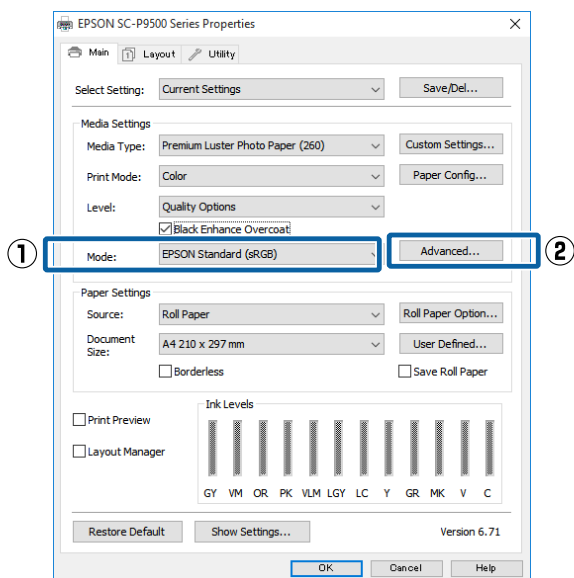 EPSON SC-P9500 Series Properties
Main Layout Utility
Select Setting: Current Settings Save/Del...
Media Settings
Media Type: Premium Luster Photo Paper (260) Custom Settings...
Print Mode: Color Paper Config...
Level: Quality Options
Black Enhance Overcoat
① Mode: EPSON Standard (sRGB) Advanced... ②
Paper Settings
Source: Roll Paper Roll Paper Option...
Document Size: A4 210 x 297 mm User Defined...
Borderless Save Roll Paper
Ink Levels
Print Preview
Layout Manager
GY VM OR PK VLM LGY LC Y GR MK V C
Restore Default Show Settings... Version 6.71
OK Cancel Help